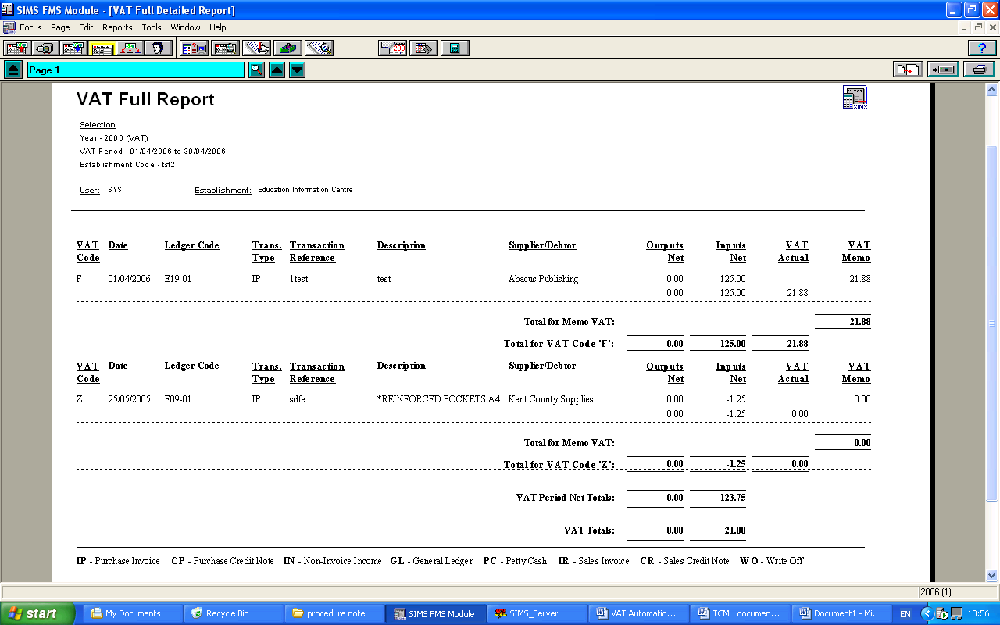 SIMS FMS Module - [VAT Full Detailed Report]
Focus Page Edit Reports Tools Window Help
200 ?
Page 1
VAT Full Report
VAT
SIMS
Selection
Year - 2006 (VAT)
VAT Period - 01/04/2006 to 30/04/2006
Establishment Code - tst2
User: SYS Establishment: Education Information Centre
VAT Date Ledger Code Trans. Transaction Description Supplier/Debtor Outputs Inputs VAT VAT
Code Type Reference Net Net Actual Memo
F 01/04/2006 E19-01 IP 1test test Abacus Publishing 0.00 125.00 21.88
0.00 125.00 21.88
Total for Memo VAT: 21.88
Total for VAT Code 'F': 0.00 125.00 21.88
VAT Date Ledger Code Trans. Transaction Description Supplier/Debtor Outputs Inputs VAT VAT
Code Type Reference Net Net Actual Memo
Z 25/05/2005 E09-01 IP sdfe *REINFORCED POCKETS A4 Kent County Supplies 0.00 -1.25 0.00
0.00 -1.25 0.00
Total for Memo VAT: 0.00
Total for VAT Code 'Z': 0.00 -1.25 0.00
VAT Period Net Totals: 0.00 123.75
VAT Totals: 0.00 21.88
IP - Purchase Invoice CP - Purchase Credit Note IN - Non-Invoice Income GL - General Ledger PC - Petty Cash IR - Sales Invoice CR - Sales Credit Note WO - Write Off
2006 (1)
start My Documents Recycle Bin procedure note SIMS FMS Module SIMS_Server VAT Automatio... TCMU documen... Document1 - Mi... EN 10:56